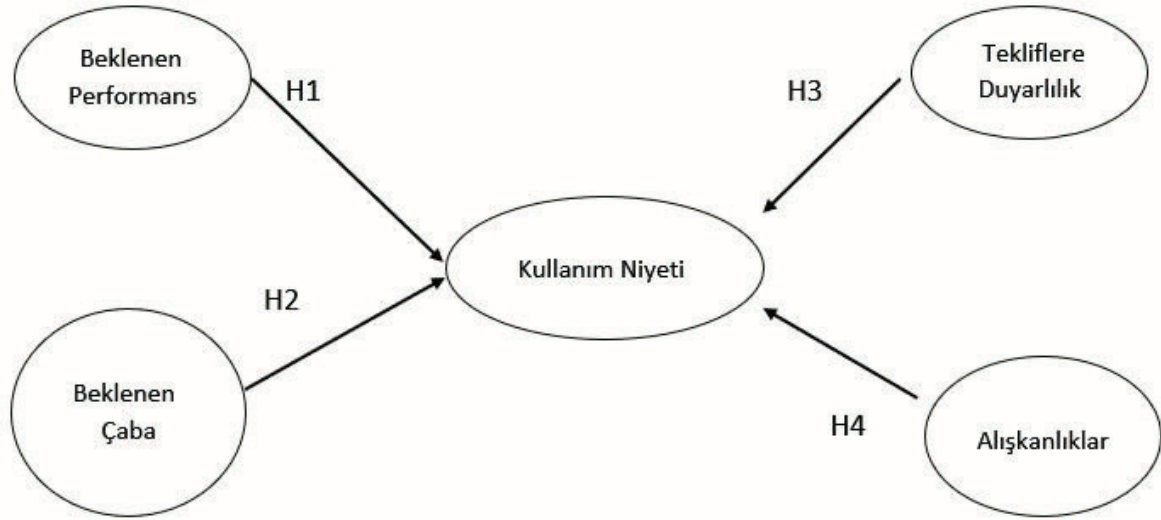 Beklenen
Performans
H1
H3
Tekliflere
Duyarlılık
Kullanım Niyeti
H2
Beklenen
Çaba
H4
Alışkanlıklar